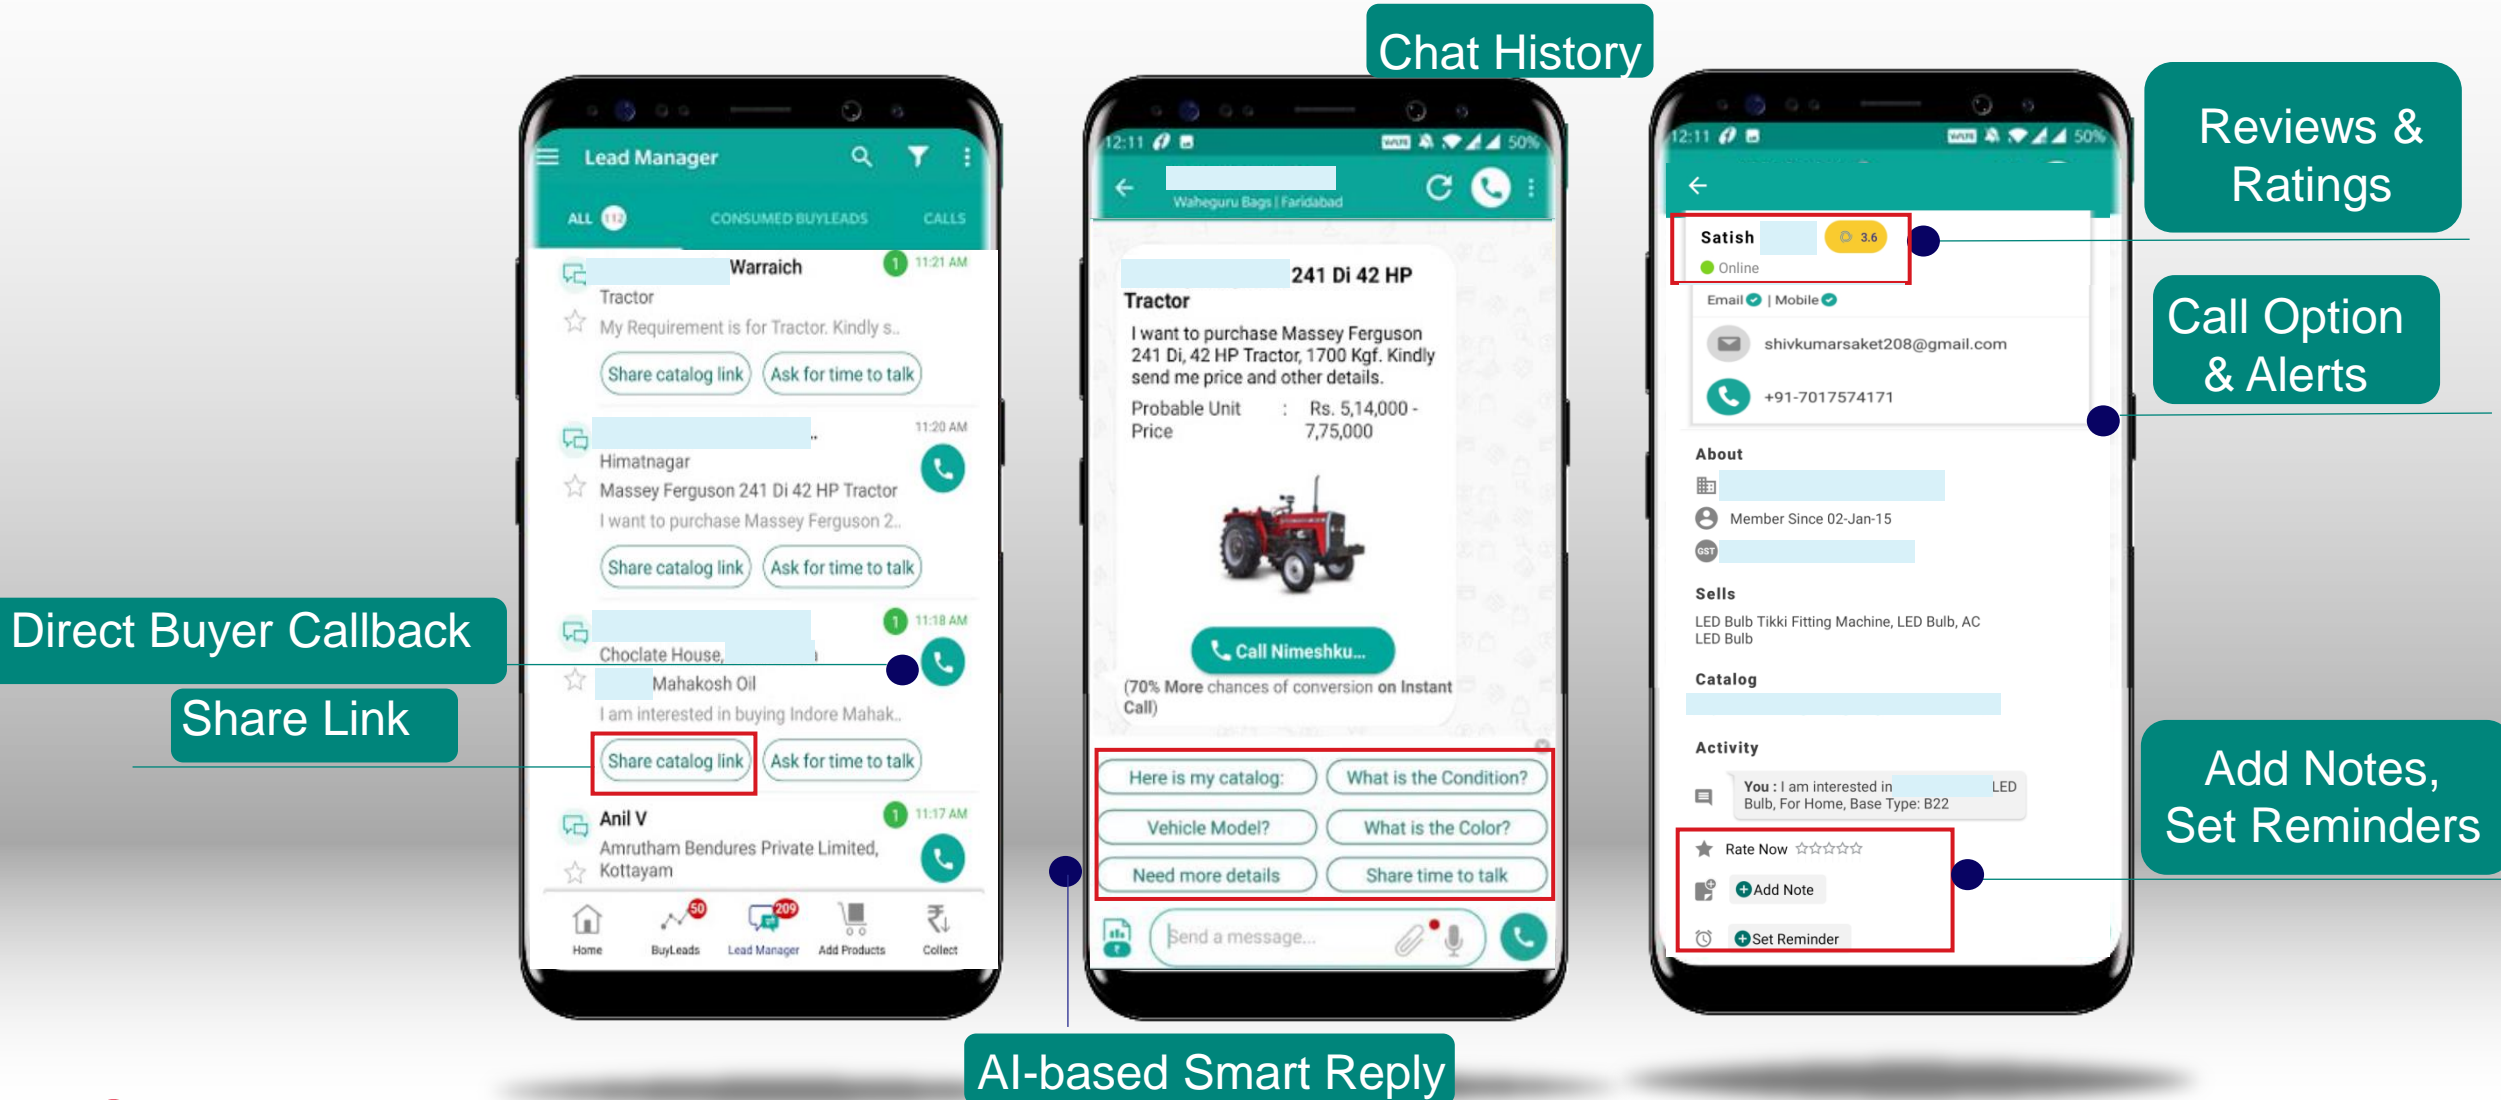 Chat History
Reviews &
Ratings
Call Option
& Alerts
Add Notes,
Set Reminders
Direct Buyer Callback
Share Link
AI-based Smart Reply
Lead Manager
ALL 112 CONSUMED BUYLEADS CALLS
Warraich 1 11:21 AM
Tractor
My Requirement is for Tractor. Kindly s..
Share catalog link Ask for time to talk
.. 11:20 AM
Himatnagar
Massey Ferguson 241 Di 42 HP Tractor
I want to purchase Massey Ferguson 2..
Share catalog link Ask for time to talk
1 11:18 AM
Choclate House,
Mahakosh Oil
I am interested in buying Indore Mahak..
Share catalog link Ask for time to talk
Anil V 1 11:17 AM
Amrutham Bendures Private Limited,
Kottayam
50 209
Home BuyLeads Lead Manager Add Products Collect
12:11 VoLTE 50%
Waheguru Bags | Faridabad
241 Di 42 HP
Tractor
I want to purchase Massey Ferguson
241 Di, 42 HP Tractor, 1700 Kgf. Kindly
send me price and other details.
Probable Unit : Rs. 5,14,000 -
Price 7,75,000
Call Nimeshku...
(70% More chances of conversion on Instant
Call)
Here is my catalog: What is the Condition?
Vehicle Model? What is the Color?
Need more details Share time to talk
Send a message...
12:11 VoLTE 50%
Satish 3.6
Online
Email | Mobile
shivkumarsaket208@gmail.com
+91-7017574171
About
Member Since 02-Jan-15
GST
Sells
LED Bulb Tikki Fitting Machine, LED Bulb, AC
LED Bulb
Catalog
Activity
You : I am interested in LED
Bulb, For Home, Base Type: B22
Rate Now
Add Note
Set Reminder